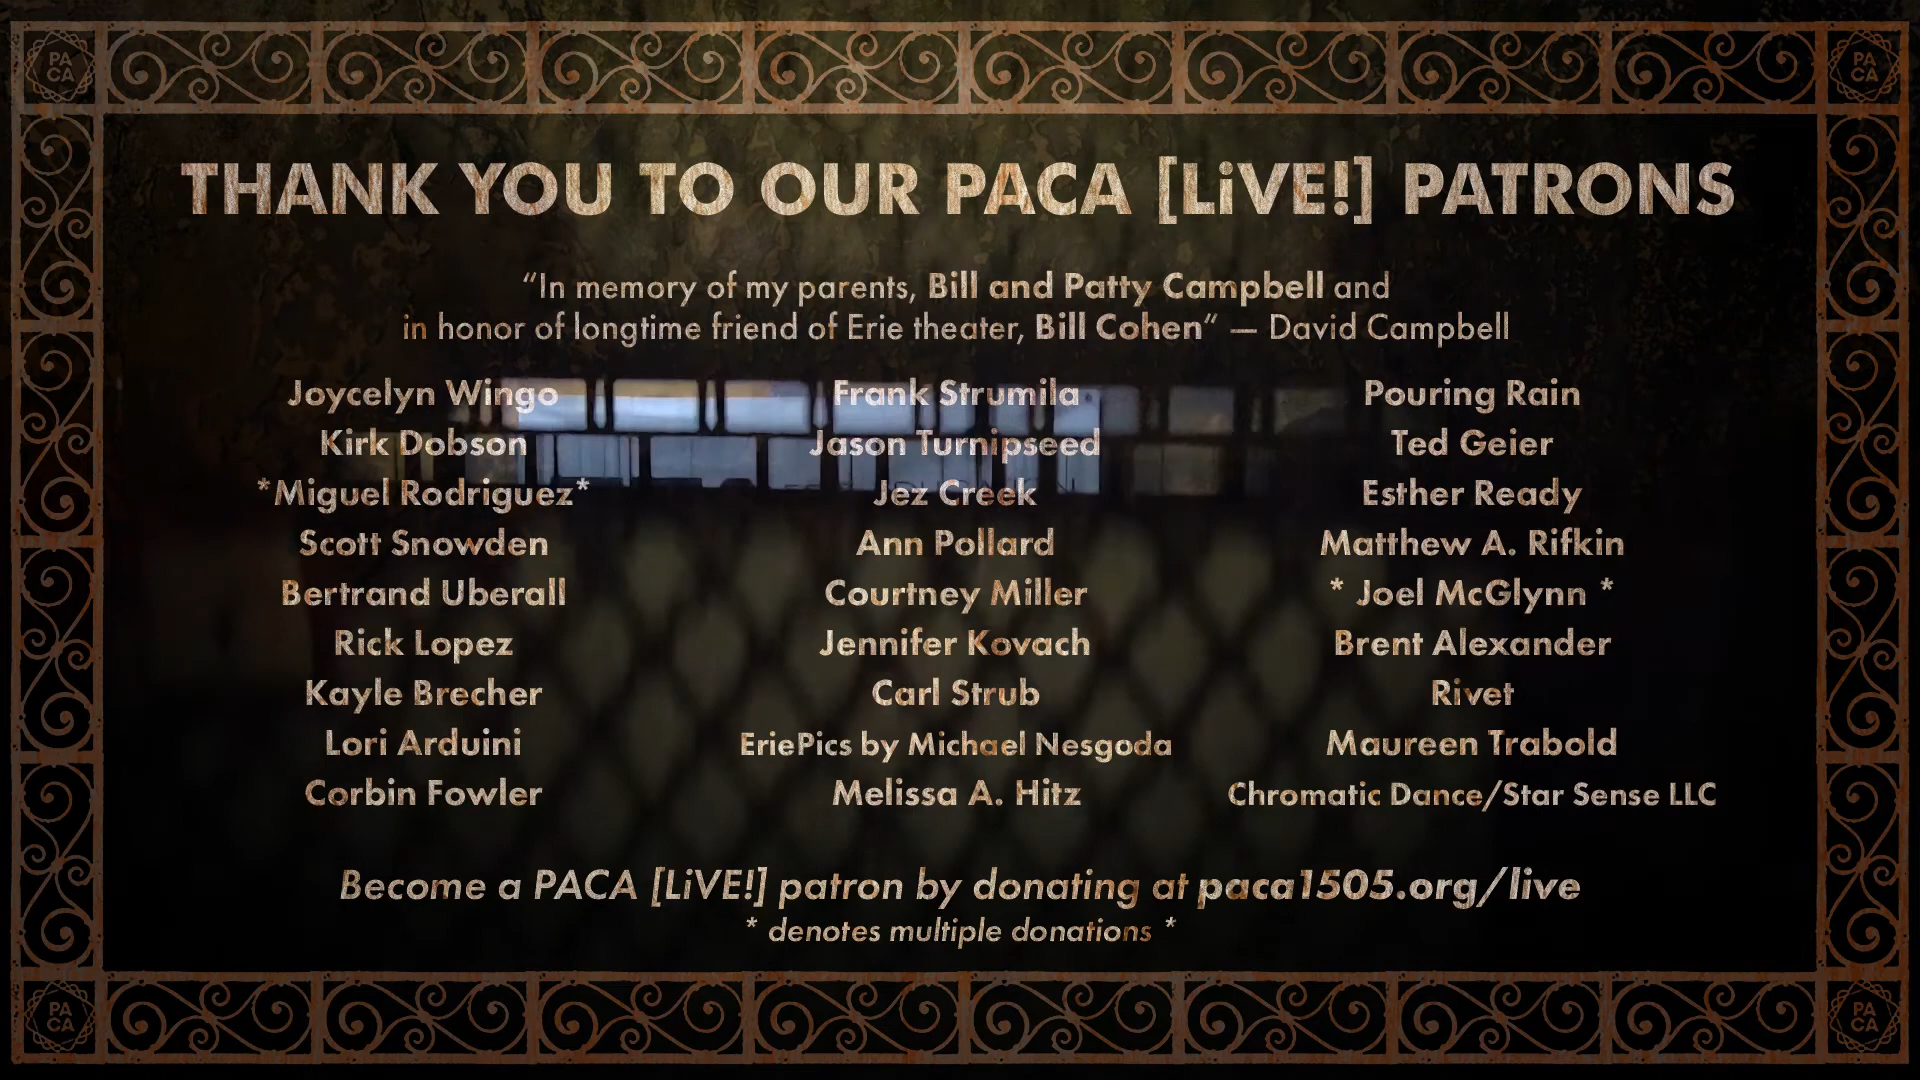 PA
CA
PA
CA
THANK YOU TO OUR PACA [LiVE!] PATRONS
“In memory of my parents, Bill and Patty Campbell and
in honor of longtime friend of Erie theater, Bill Cohen“ — David Campbell
Joycelyn Wingo
Kirk Dobson
*Miguel Rodriguez*
Scott Snowden
Bertrand Uberall
Rick Lopez
Kayle Brecher
Lori Arduini
Corbin Fowler
Frank Strumila
Jason Turnipseed
Jez Creek
Ann Pollard
Courtney Miller
Jennifer Kovach
Carl Strub
EriePics by Michael Nesgoda
Melissa A. Hitz
Pouring Rain
Ted Geier
Esther Ready
Matthew A. Rifkin
* Joel McGlynn *
Brent Alexander
Rivet
Maureen Trabold
Chromatic Dance/Star Sense LLC
Become a PACA [LiVE!] patron by donating at paca1505.org/live
* denotes multiple donations *
PA
CA
PA
CA